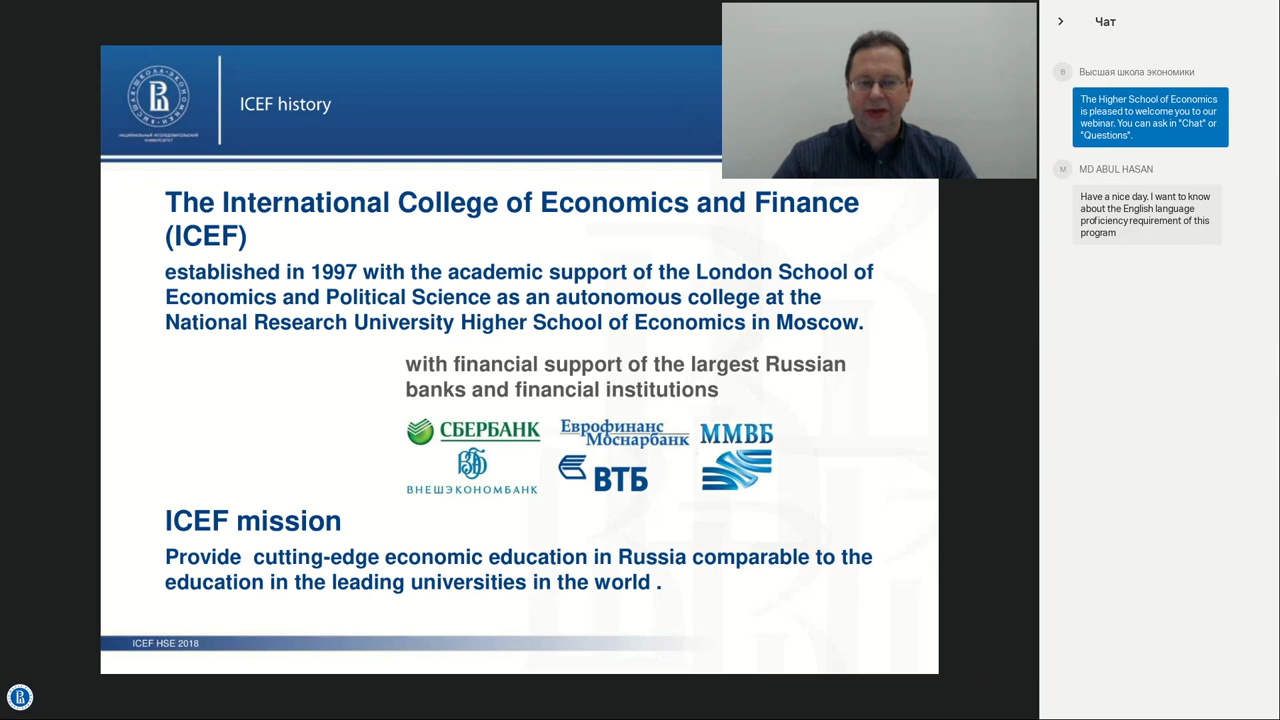 ICEF history
ВЫСШАЯ ШКОЛА ЭКОНОМИКИ
НАЦИОНАЛЬНЫЙ ИССЛЕДОВАТЕЛЬСКИЙ
УНИВЕРСИТЕТ
The International College of Economics and Finance
(ICEF)
established in 1997 with the academic support of the London School of
Economics and Political Science as an autonomous college at the
National Research University Higher School of Economics in Moscow.
with financial support of the largest Russian
banks and financial institutions
СБЕРБАНК
Еврофинанс
Моснарбанк
ММВБ
ВНЕШЭКОНОМБАНК
ВТБ
ICEF mission
Provide cutting-edge economic education in Russia comparable to the
education in the leading universities in the world .
ICEF HSE 2018
Чат
В
Высшая школа экономики
The Higher School of Economics
is pleased to welcome you to our
webinar. You can ask in "Chat" or
"Questions".
M
MD ABUL HASAN
Have a nice day. I want to know
about the English language
proficiency requirement of this
program